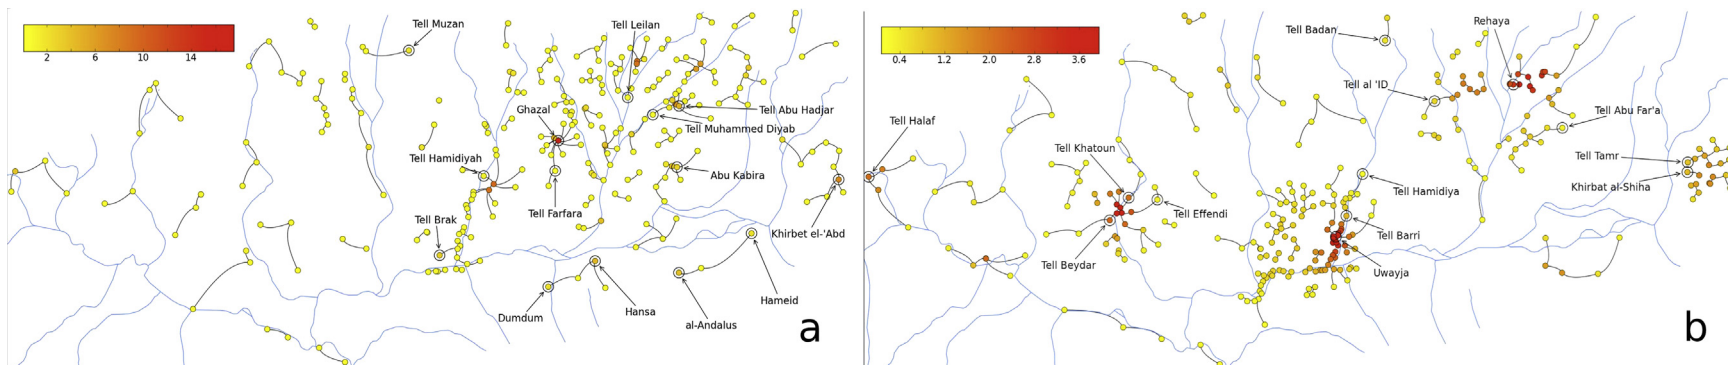 2 6 10 14
Tell Muzan
Tell Leilan
Ghazal
Tell Abu Hadjar
Tell Muhammed Diyab
Tell Hamidiyah
Abu Kabira
Tell Farfara
Tell Brak
Khirbet el-'Abd
Dumdum
Hansa
al-Andalus
Hameid
a
0.4 1.2 2.0 2.8 3.6
Tell Badan
Rehaya
Tell al 'ID
Tell Abu Far'a
Tell Halaf
Tell Khatoun
Tell Tamr
Khirbat al-Shiha
Tell Hamidiya
Tell Effendi
Tell Barri
Tell Beydar
Uwayja
b